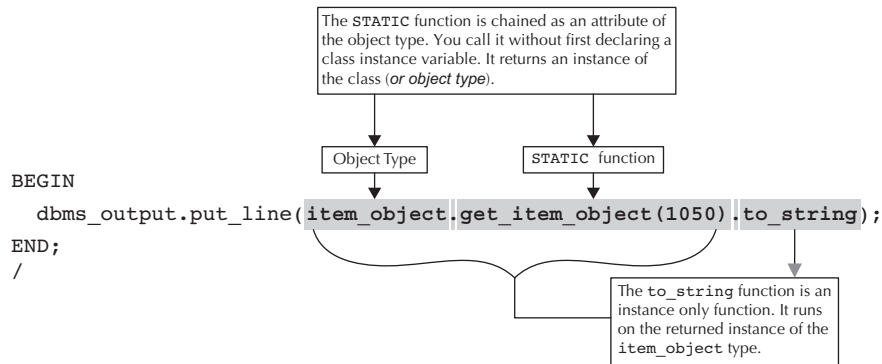 The STATIC function is chained as an attribute of
the object type. You call it without first declaring a
class instance variable. It returns an instance of
the class (or object type).
Object Type
STATIC function
BEGIN
dbms_output.put_line(item_object.get_item_object(1050).to_string);
END;
/
The to_string function is an
instance only function. It runs
on the returned instance of the
item_object type.